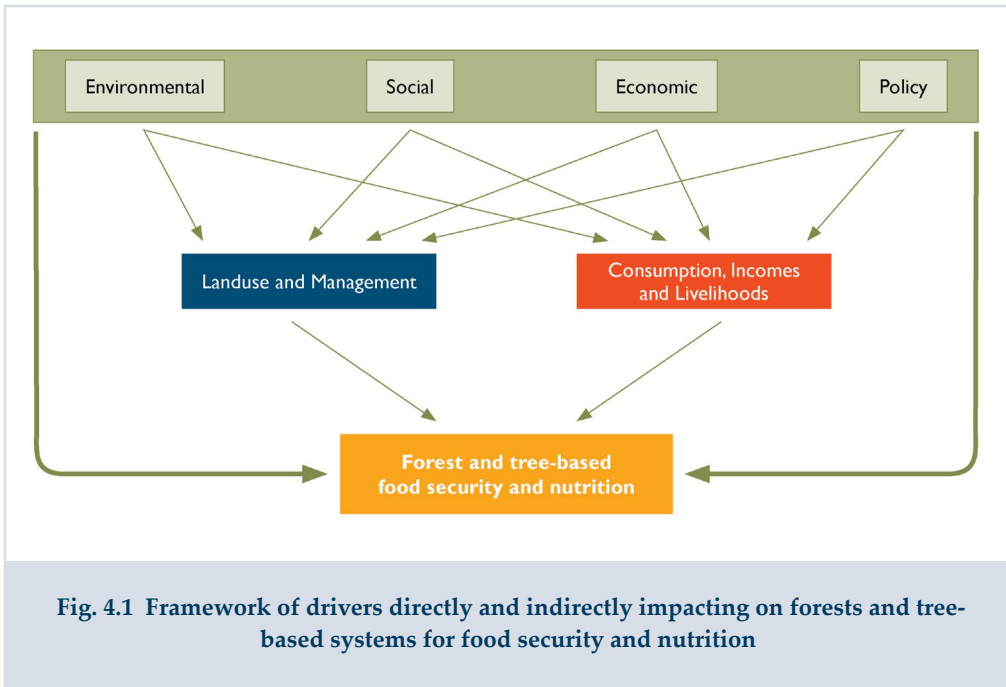 Environmental
Social
Economic
Policy
Landuse and Management
Consumption, Incomes
and Livelihoods
Forest and tree-based
food security and nutrition
Fig. 4.1 Framework of drivers directly and indirectly impacting on forests and tree-
based systems for food security and nutrition